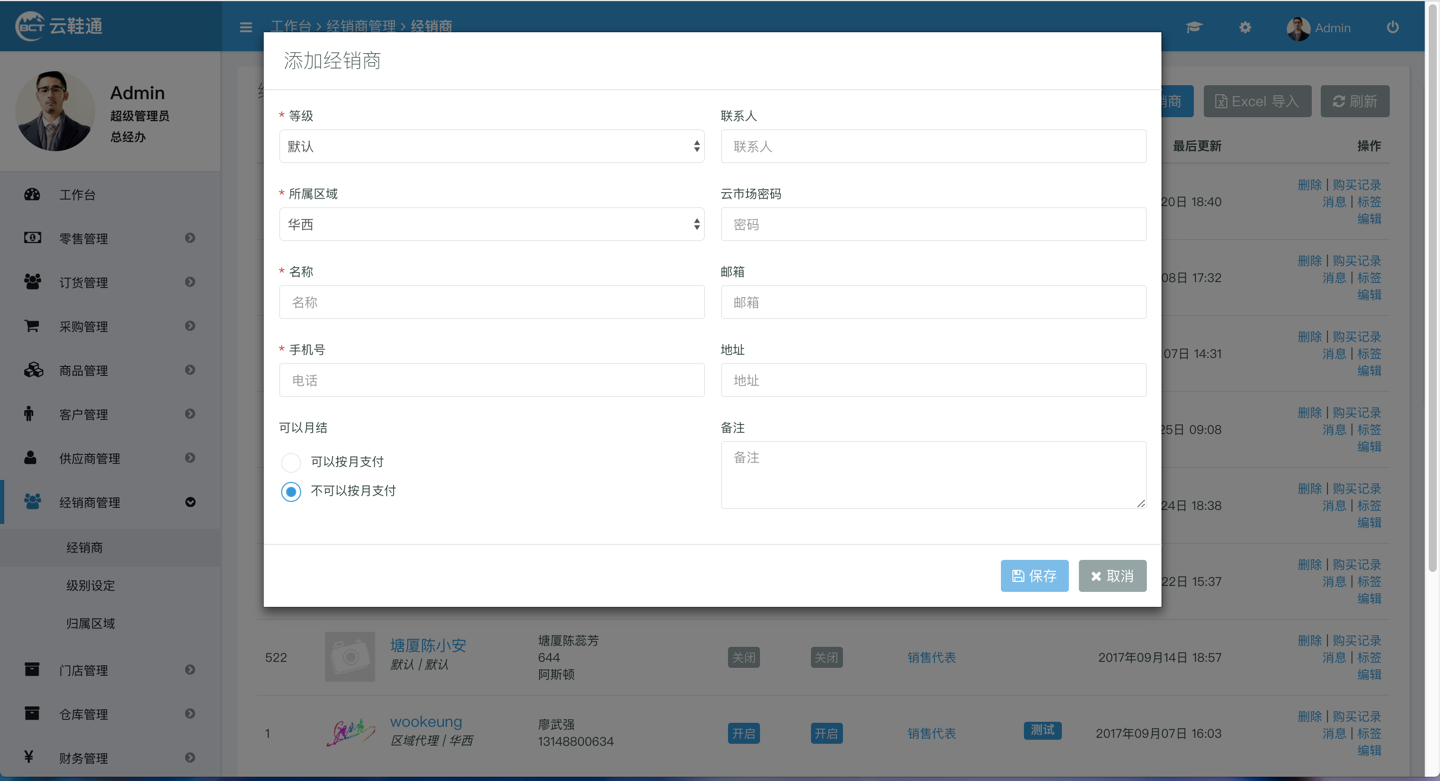 BCT 云鞋通
工作台 > 经销商管理 > 经销商
Admin
Admin
超级管理员
总经办
工作台
零售管理
订货管理
采购管理
商品管理
客户管理
供应商管理
经销商管理
经销商
级别设定
归属区域
门店管理
仓库管理
财务管理
添加经销商
* 等级
默认
联系人
联系人
* 所属区域
华西
云市场密码
密码
* 名称
名称
邮箱
邮箱
* 手机号
电话
地址
地址
可以月结
可以按月支付
不可以按月支付
备注
备注
保存
取消
商
Excel 导入
刷新
最后更新
操作
20日 18:40
删除 | 购买记录
消息 | 标签
编辑
08日 17:32
删除 | 购买记录
消息 | 标签
编辑
07日 14:31
删除 | 购买记录
消息 | 标签
编辑
25日 09:08
删除 | 购买记录
消息 | 标签
编辑
24日 18:38
删除 | 购买记录
消息 | 标签
编辑
22日 15:37
删除 | 购买记录
消息 | 标签
编辑
522
塘厦陈小安
默认 | 默认
塘厦陈蕊芳
644
阿斯顿
关闭
关闭
销售代表
2017年09月14日 18:57
删除 | 购买记录
消息 | 标签
编辑
1
wookeung
区域代理 | 华西
廖武强
13148800634
开启
开启
销售代表
测试
2017年09月07日 16:03
删除 | 购买记录
消息 | 标签
编辑